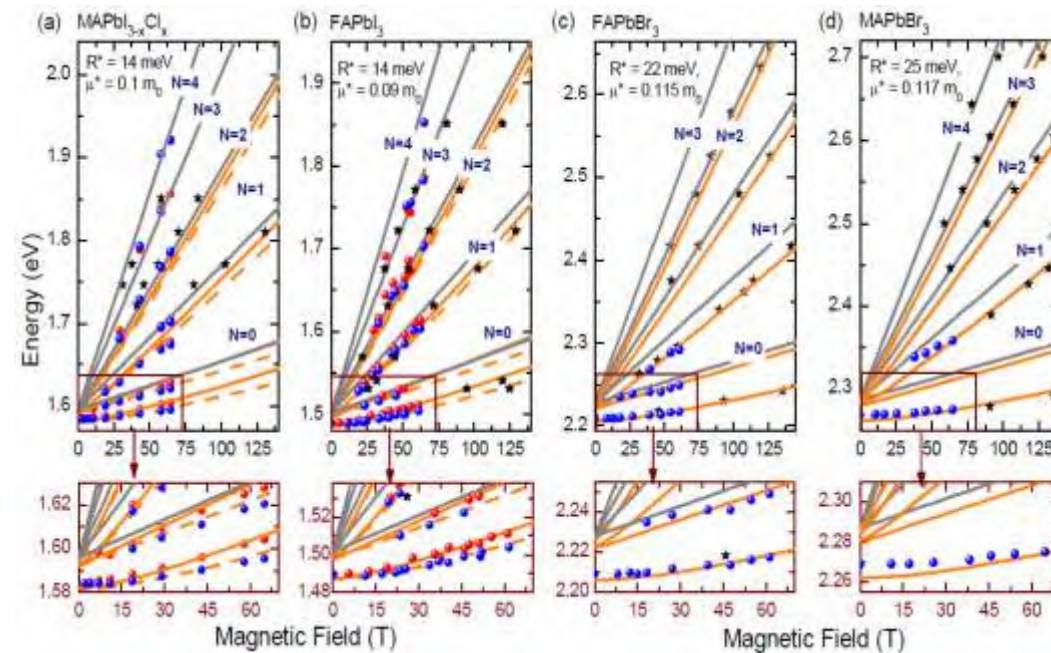 (a) MAPbI3-xClx
(b) FAPbI3
(c) FAPbBr3
(d) MAPbBr3
R* = 14 meV
μ* = 0.1 m0
N=4
N=3
N=2
N=1
N=0
2.0
1.9
1.8
1.7
1.6
0 25 50 75 100 125
R* = 14 meV
μ* = 0.09 m0
N=4
N=3
N=2
N=1
N=0
1.9
1.8
1.7
1.6
1.5
0 25 50 75 100 125
R* = 22 meV,
μ* = 0.115 m0
N=3
N=2
N=1
N=0
2.6
2.5
2.4
2.3
2.2
0 25 50 75 100 125
R* = 25 meV,
μ* = 0.117 m0
N=4
N=2
N=1
N=0
2.7
2.6
2.5
2.4
2.3
0 25 50 75 100 125
Energy (eV)
1.62
1.60
1.58
0 15 30 45 60
1.52
1.50
1.48
0 15 30 45 60
2.24
2.22
2.20
0 15 30 45 60
2.30
2.28
2.26
0 15 30 45 60
Magnetic Field (T)
Magnetic Field (T)